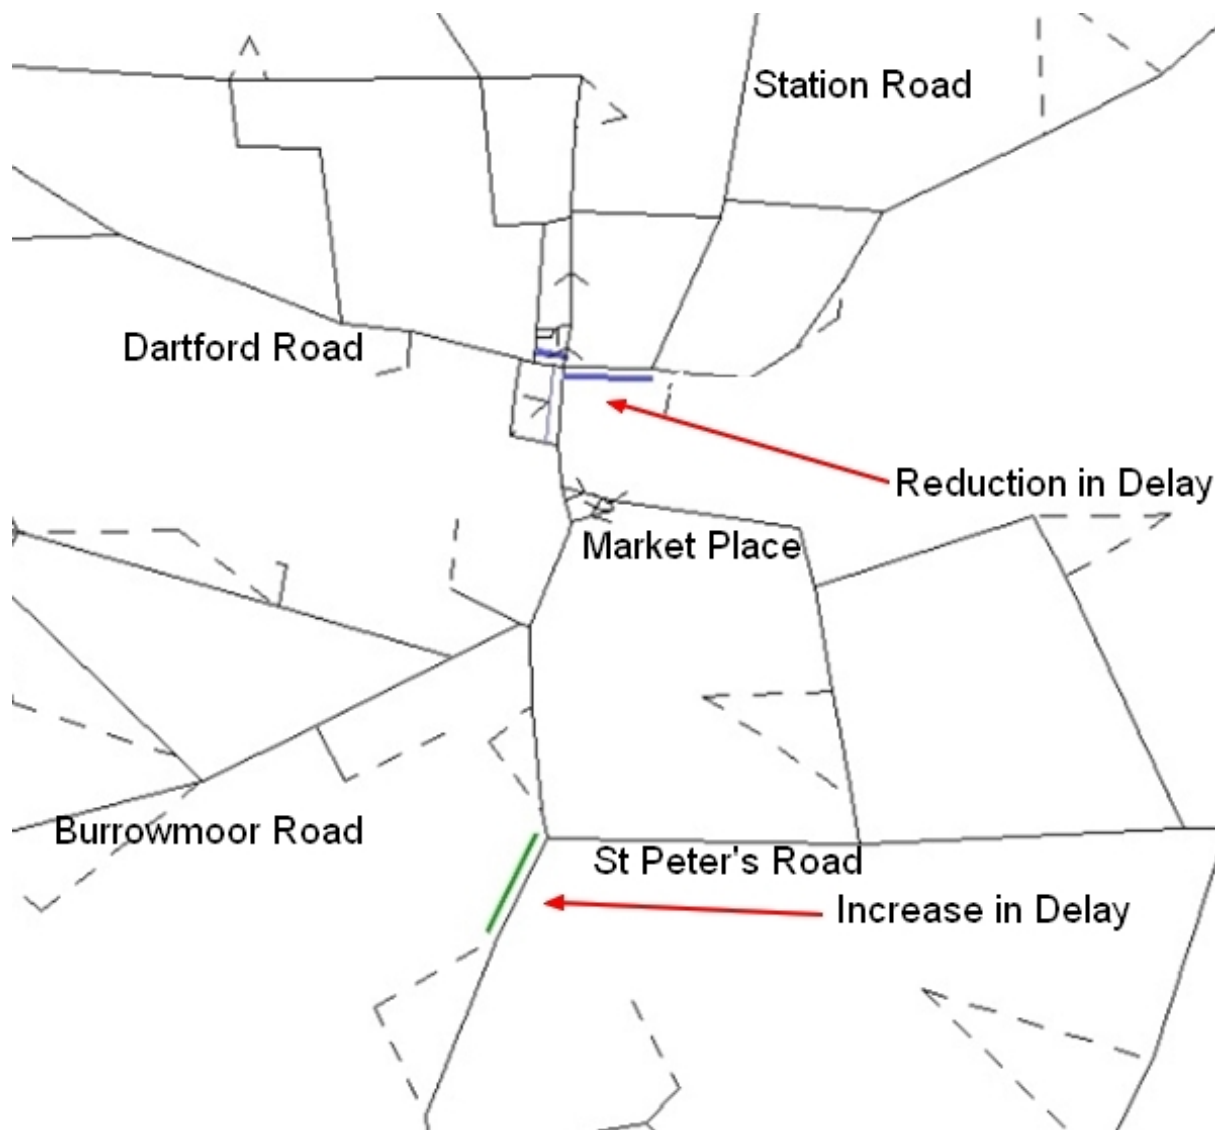 Station Road
Dartford Road
Reduction in Delay
Market Place
Burrowmoor Road
St Peter's Road
Increase in Delay